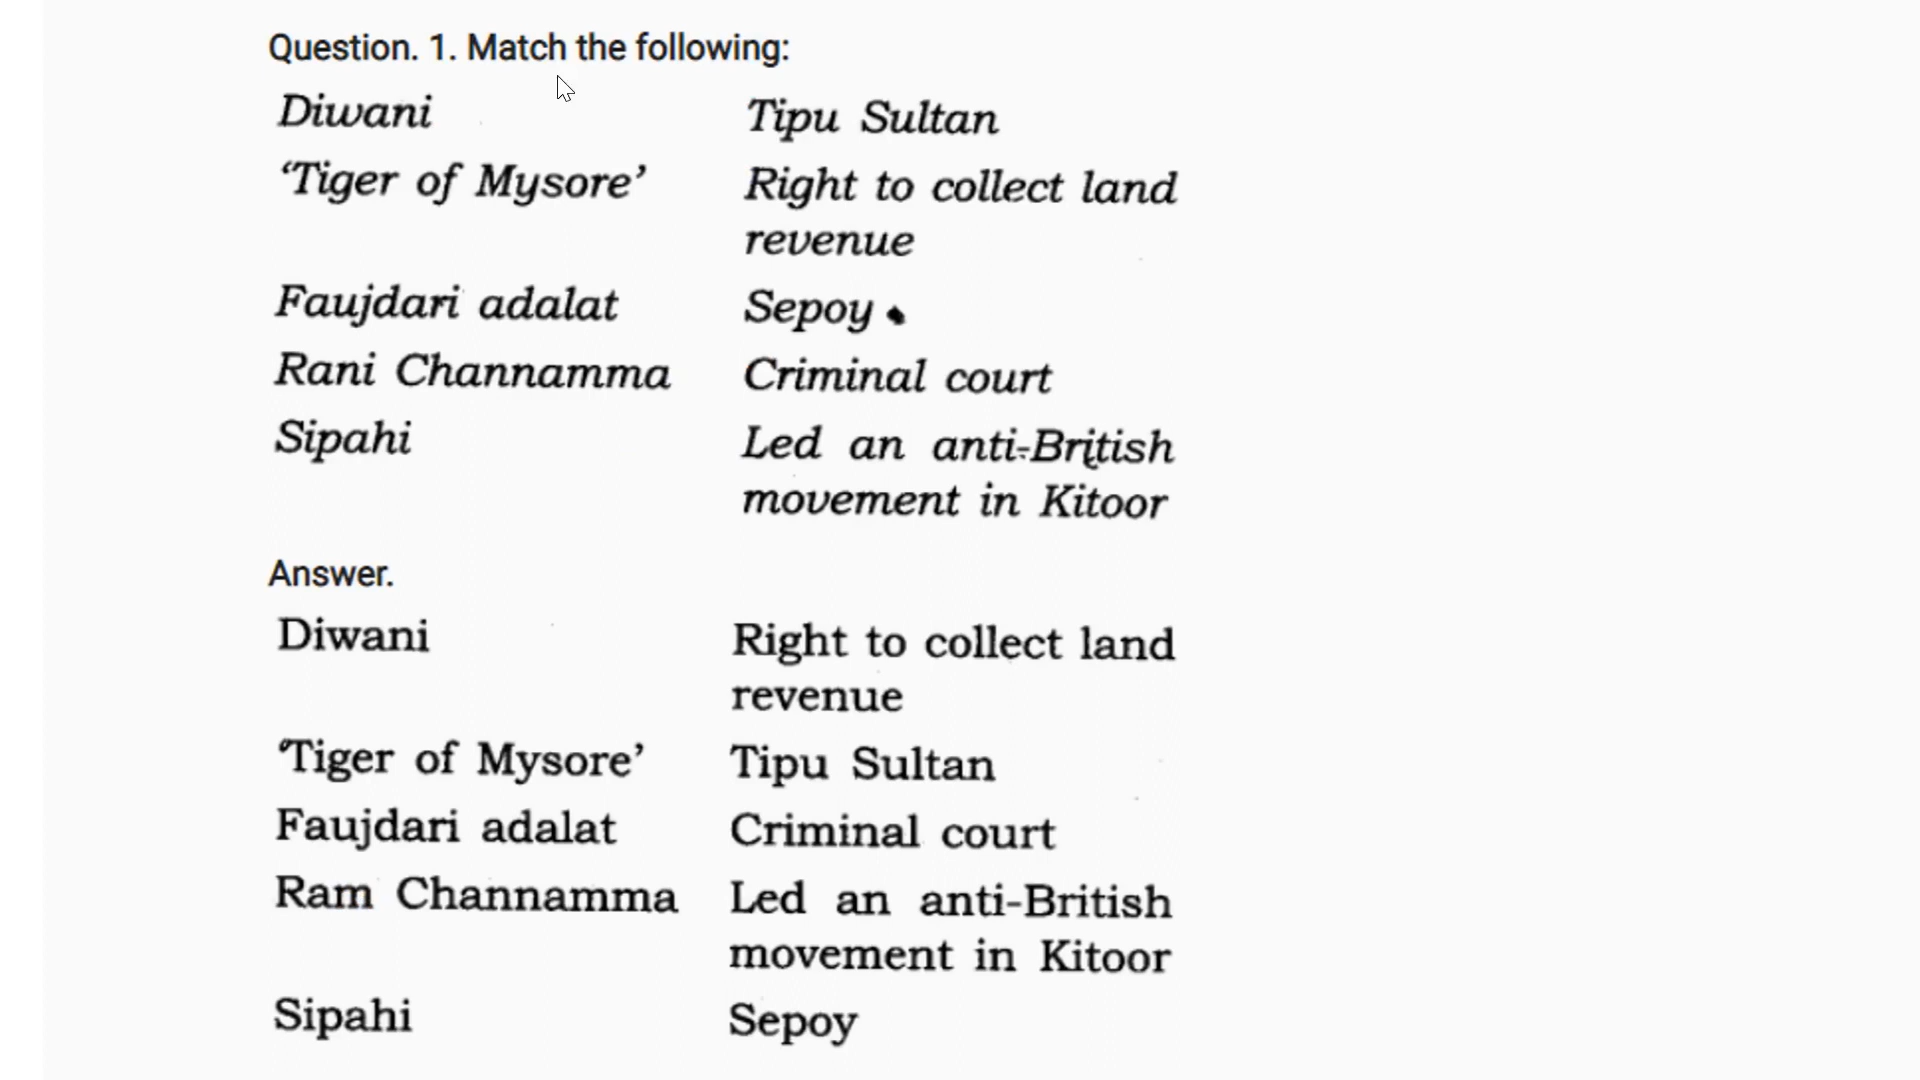 Question. 1. Match the following:
Diwani Tipu Sultan
‘Tiger of Mysore’ Right to collect land
revenue
Faujdari adalat Sepoy
Rani Channamma Criminal court
Sipahi Led an anti-British
movement in Kitoor
Answer.
Diwani Right to collect land
revenue
‘Tiger of Mysore’ Tipu Sultan
Faujdari adalat Criminal court
Ram Channamma Led an anti-British
movement in Kitoor
Sipahi Sepoy